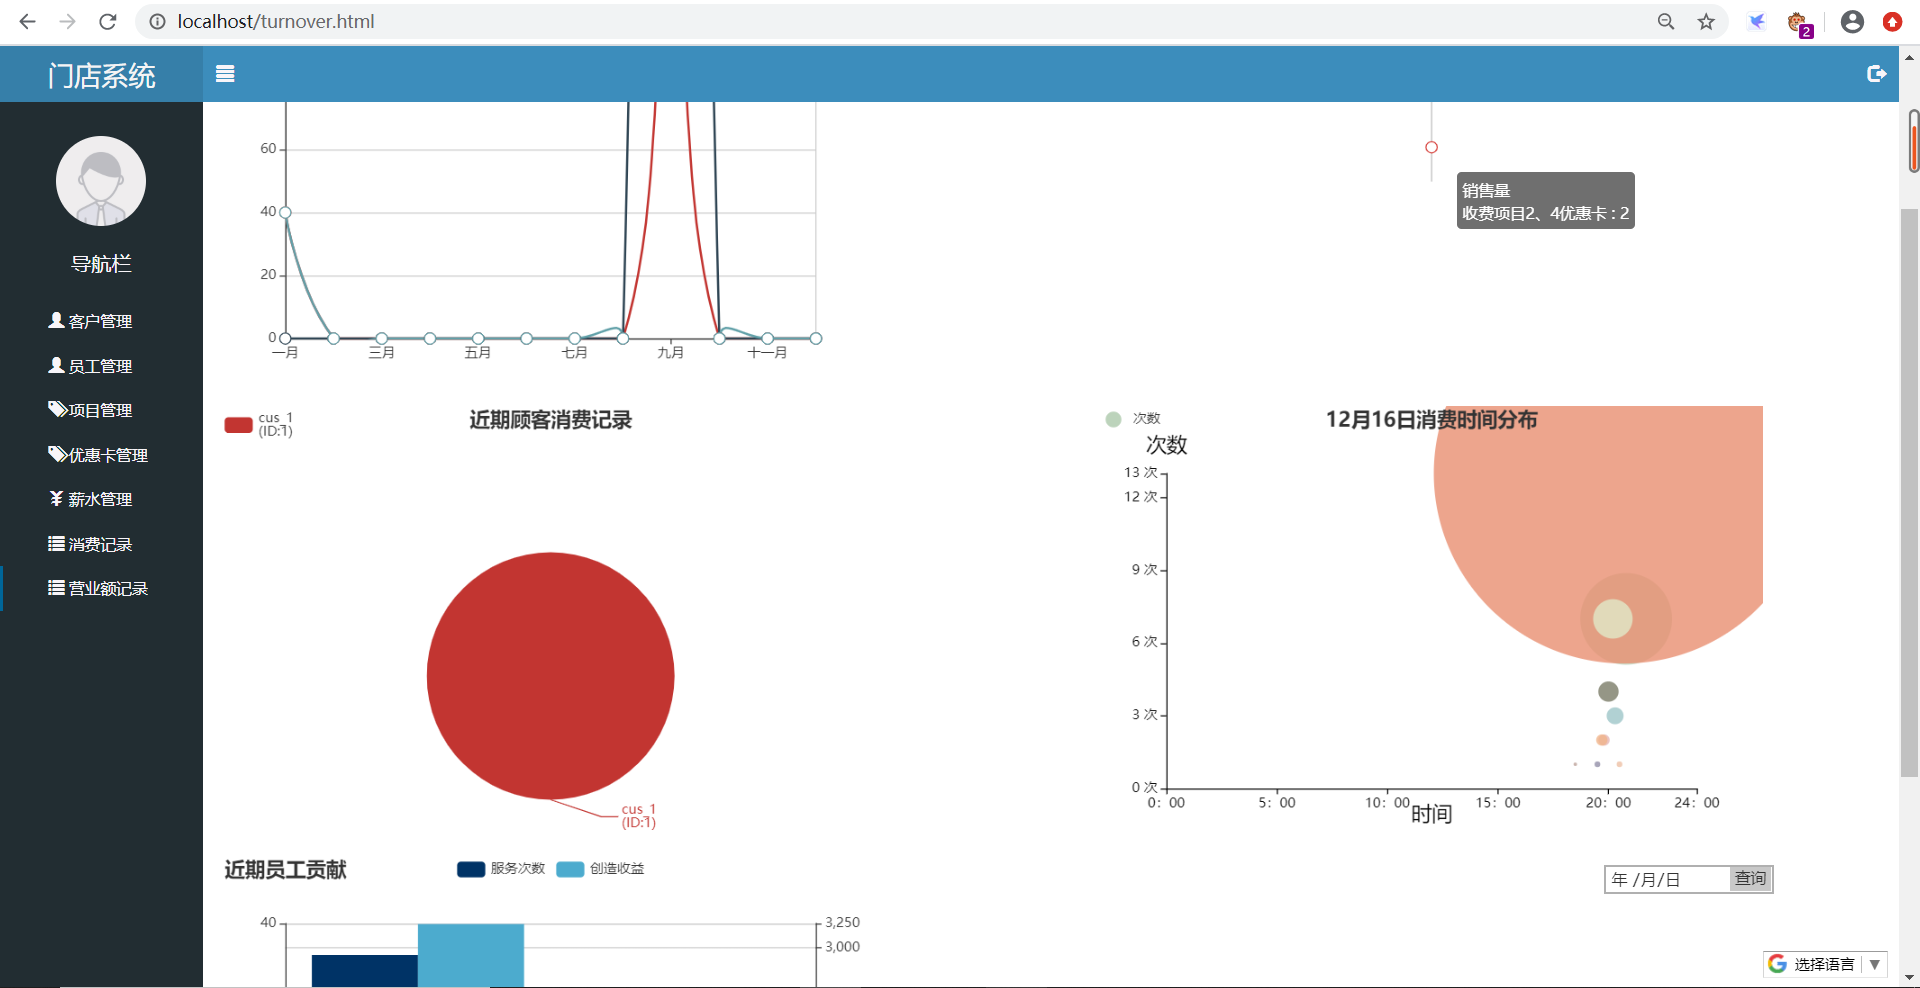 localhost/turnover.html
2
门店系统
导航栏
客户管理
员工管理
项目管理
优惠卡管理
薪水管理
消费记录
营业额记录
60
40
20
0
一月 三月 五月 七月 九月 十一月
销售量
收费项目2、4优惠卡 : 2
cus_1
(ID:1)
近期顾客消费记录
cus_1
(ID:1)
次数
12月16日消费时间分布
次数
13 次
12 次
9 次
6 次
3 次
0 次
0：00 5：00 10：00 15：00 20：00 24：00
时间
近期员工贡献
服务次数 创造收益
40
3,250
3,000
年 /月/日 查询
选择语言 ▼